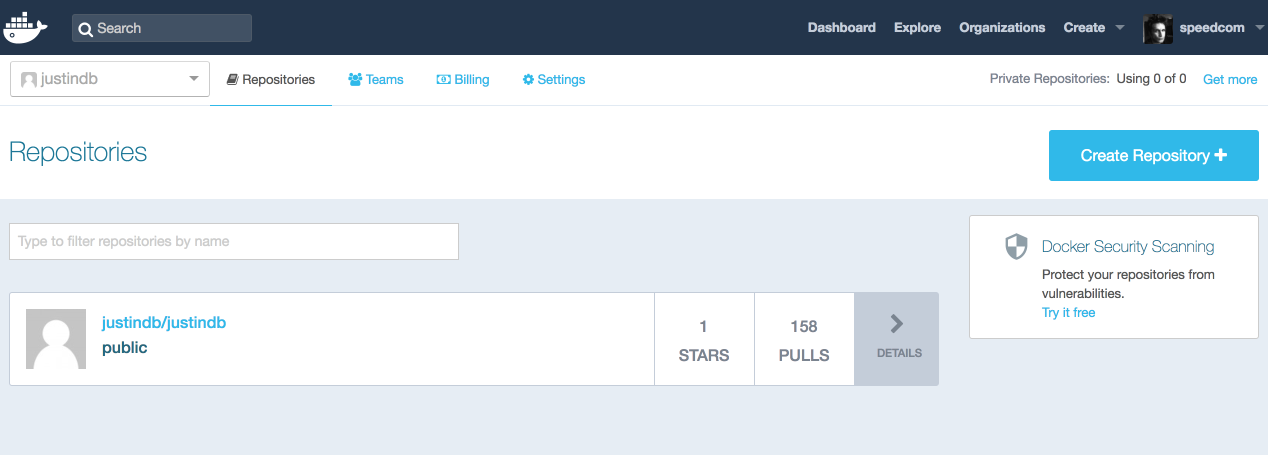 Search
Dashboard Explore Organizations Create speedcom
justindb Repositories Teams Billing Settings Private Repositories: Using 0 of 0 Get more
Repositories
Create Repository
Type to filter repositories by name
Docker Security Scanning
Protect your repositories from
vulnerabilities.
Try it free
justindb/justindb
public
1
STARS
158
PULLS
DETAILS